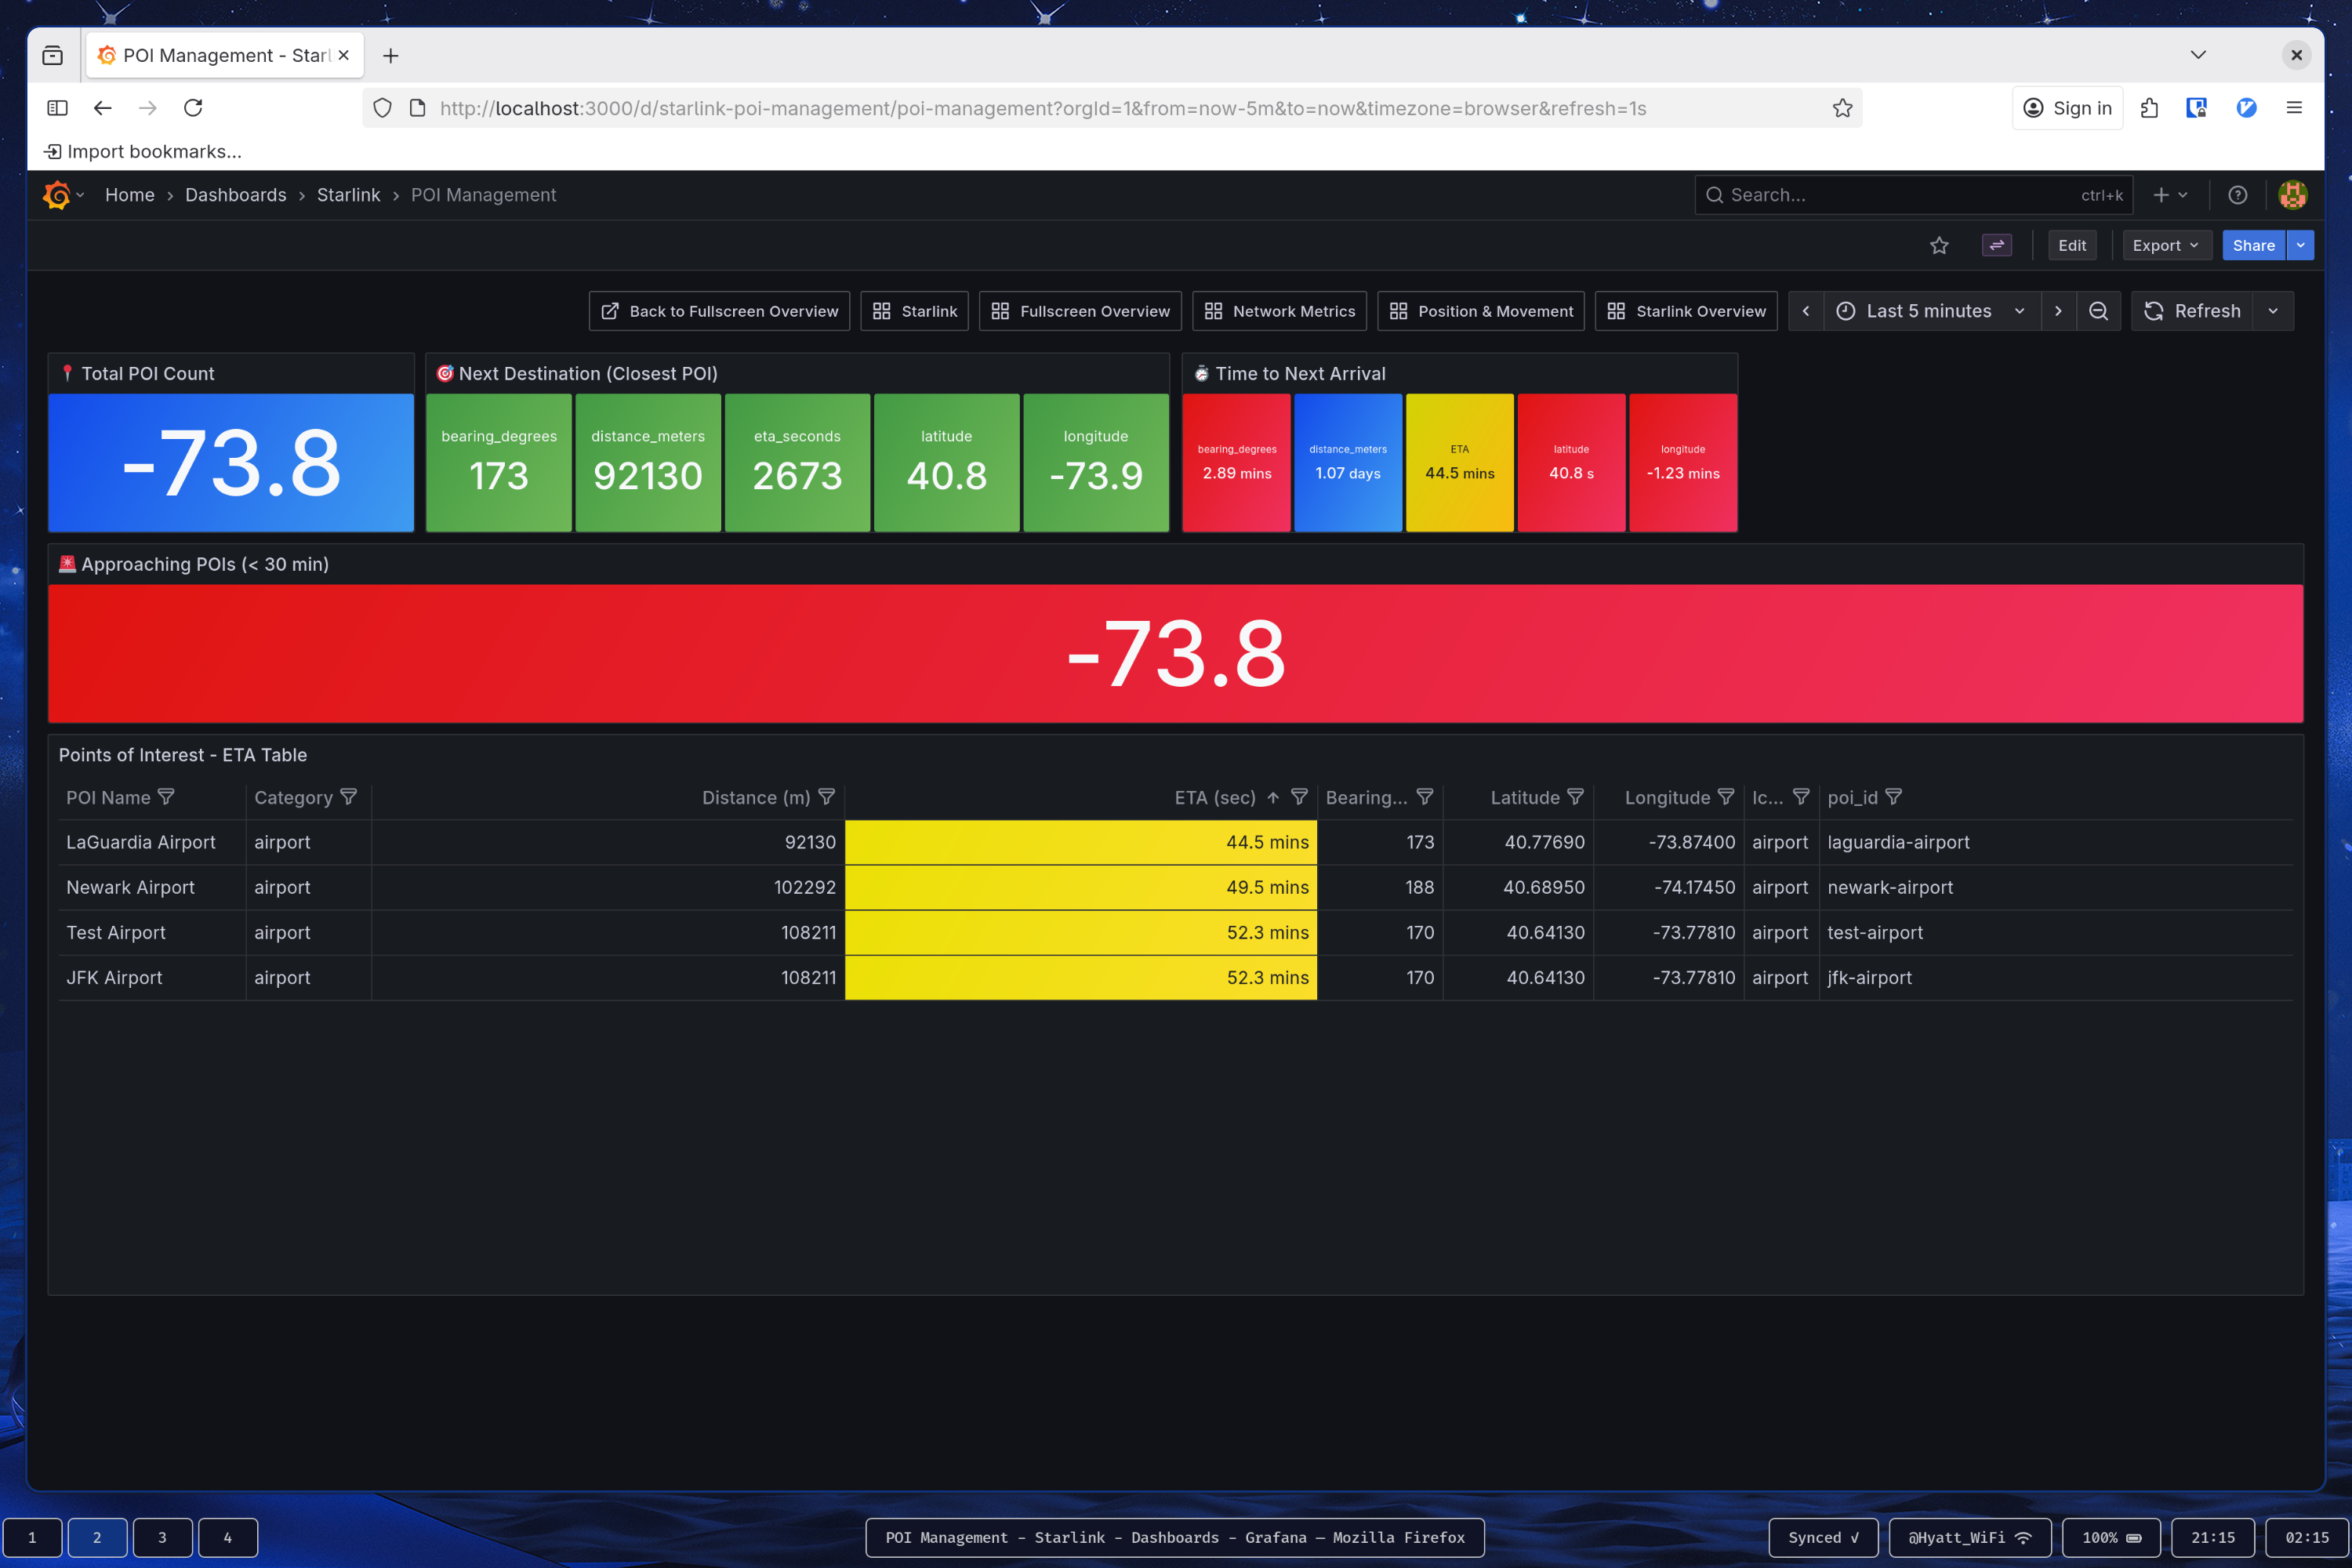 POI Management - Starl
http://localhost:3000/d/starlink-poi-management/poi-management?orgId=1&from=now-5m&to=now&timezone=browser&refresh=1s
Sign in
Import bookmarks...
Home › Dashboards › Starlink › POI Management
Search...
ctrl+k
Edit
Export
Share
Back to Fullscreen Overview
Starlink
Fullscreen Overview
Network Metrics
Position & Movement
Starlink Overview
Last 5 minutes
Refresh
Total POI Count
-73.8
Next Destination (Closest POI)
bearing_degrees
173
distance_meters
92130
eta_seconds
2673
latitude
40.8
longitude
-73.9
Time to Next Arrival
bearing_degrees
2.89 mins
distance_meters
1.07 days
ETA
44.5 mins
latitude
40.8 s
longitude
-1.23 mins
Approaching POIs (< 30 min)
-73.8
Points of Interest - ETA Table
POI Name Category Distance (m) ETA (sec) Bearing... Latitude Longitude Ic... poi_id
LaGuardia Airport airport 92130 44.5 mins 173 40.77690 -73.87400 airport laguardia-airport
Newark Airport airport 102292 49.5 mins 188 40.68950 -74.17450 airport newark-airport
Test Airport airport 108211 52.3 mins 170 40.64130 -73.77810 airport test-airport
JFK Airport airport 108211 52.3 mins 170 40.64130 -73.77810 airport jfk-airport
1
2
3
4
POI Management - Starlink - Dashboards - Grafana — Mozilla Firefox
Synced √
@Hyatt_WiFi
100%
21:15
02:15